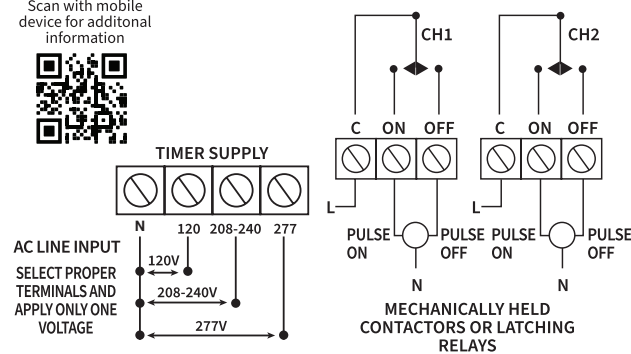 Scan with mobile
device for additonal
information
TIMER SUPPLY
N 120 208-240 277
AC LINE INPUT
SELECT PROPER
TERMINALS AND
APPLY ONLY ONE
VOLTAGE
120V
208-240V
277V
CH1
C ON OFF
L
PULSE
ON
PULSE
OFF
N
CH2
C ON OFF
L
PULSE
ON
PULSE
OFF
N
MECHANICALLY HELD
CONTACTORS OR LATCHING
RELAYS